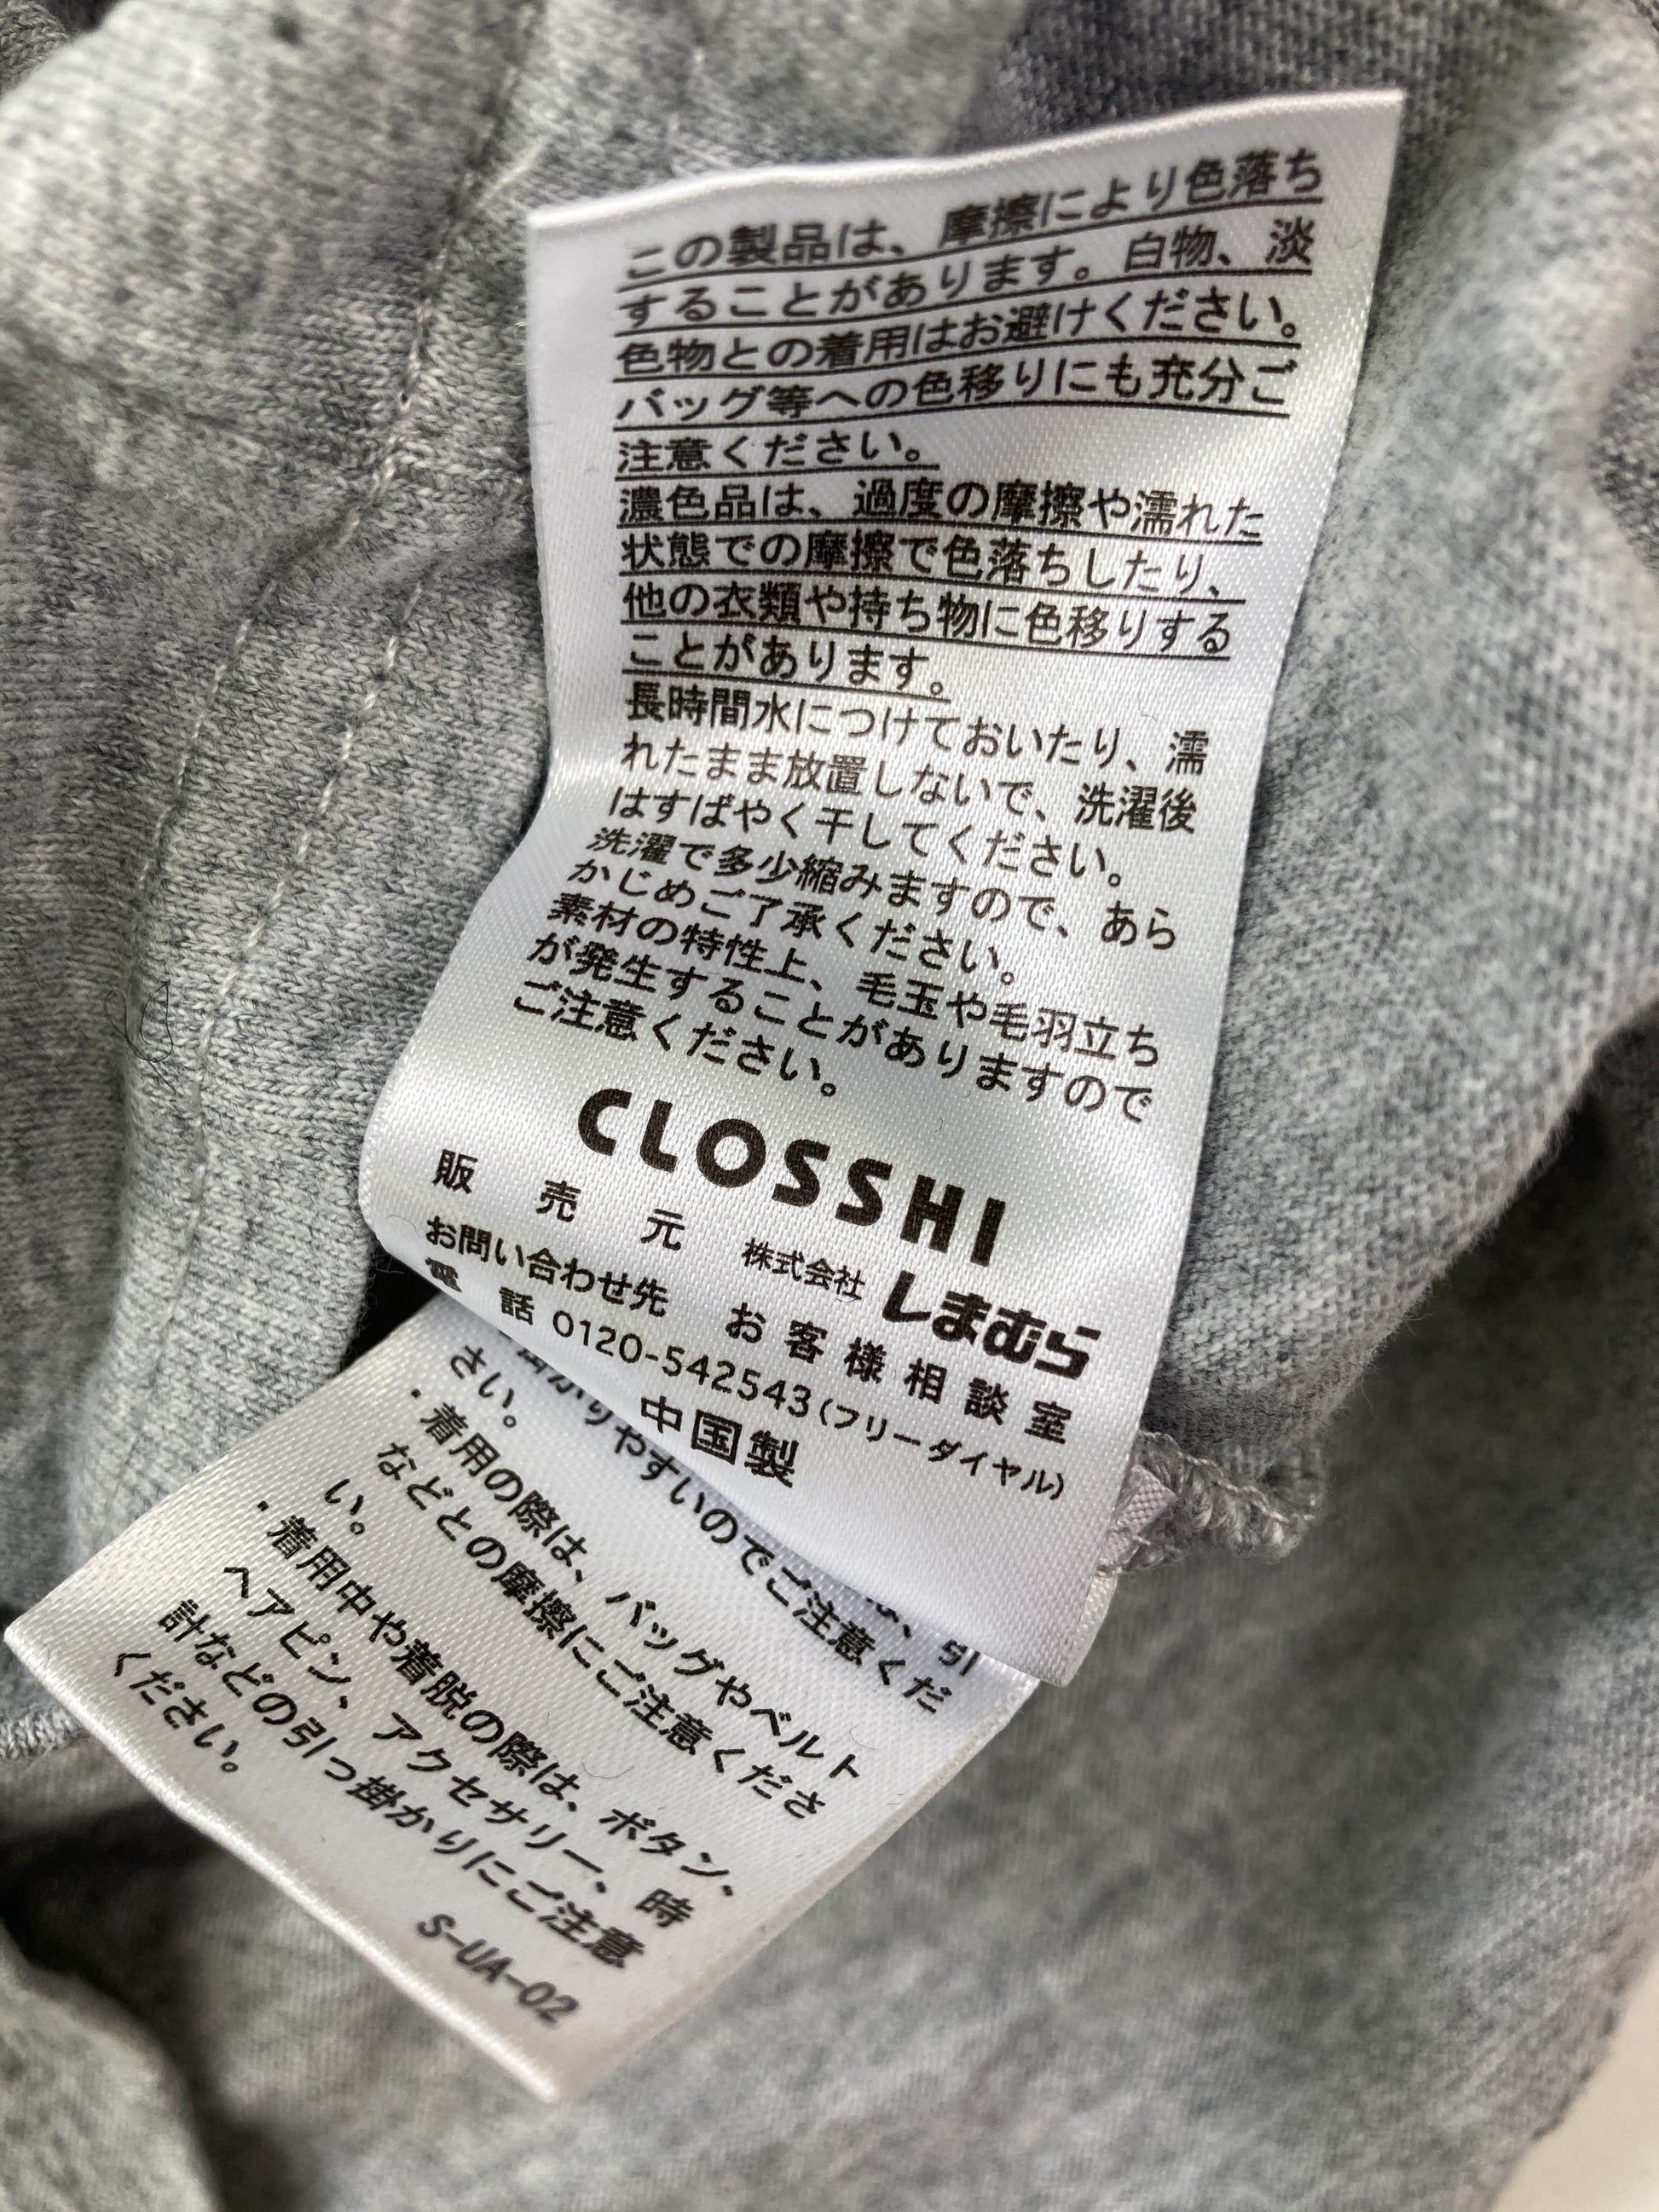 この製品は、摩擦により色落ち
することがあります。白物、淡
色物との着用はお避けください。
バッグ等への色移りにも充分ご
注意ください。
濃色品は、過度の摩擦や濡れた
状態での摩擦で色落ちしたり、
他の衣類や持ち物に色移りする
ことがあります。
長時間水につけておいたり、濡
れたまま放置しないで、洗濯後
はすばやく干してください。
洗濯で多少縮みますので、あら
かじめご了承ください。
素材の特性上、毛玉や毛羽立ち
が発生することがありますので
ご注意ください。
CLOSSHI
販売元 株式会社 しまむら
お問い合わせ先 お客様相談室
電話 0120-542543(フリーダイヤル)
中国製
引
かりやすいのでご注意くだ
さい。
・着用の際は、バッグやベルト
などとの摩擦にご注意くださ
い。
・着用中や着脱の際は、ボタン、
ヘアピン、アクセサリー、時
計などの引っ掛かりにご注意
ください。
S-UA-02